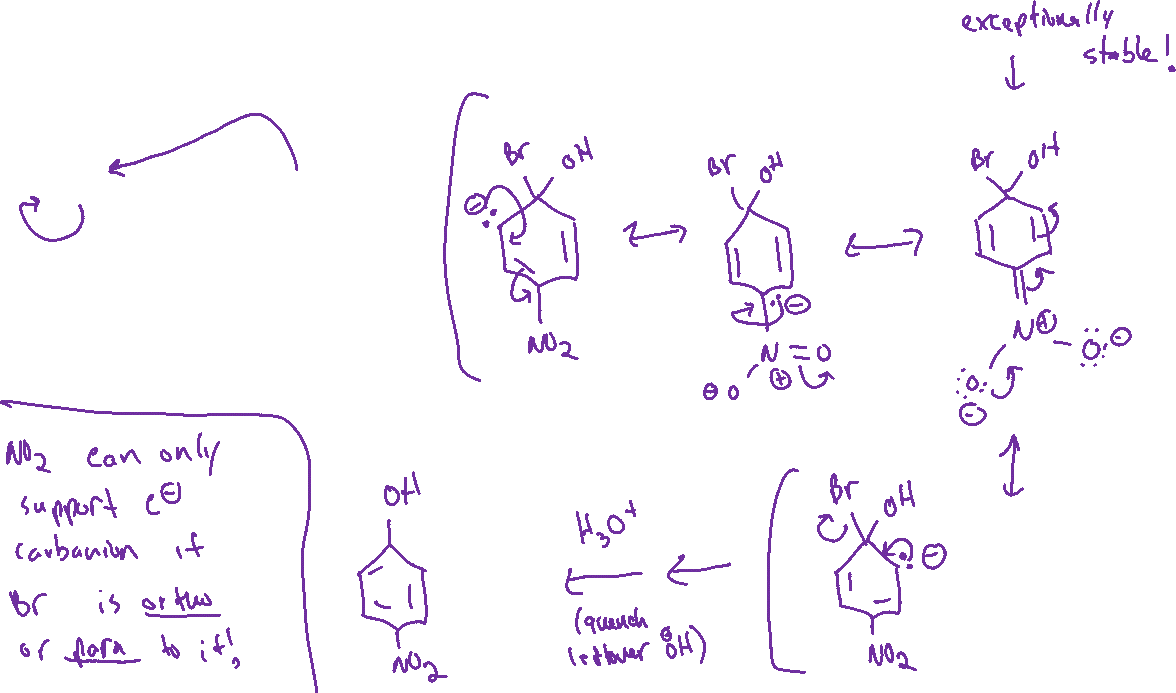 exceptionally
stable!
Br OH
⊖
NO2
Br OH
⊖
N = O
⊖ O ⊕
Br OH
N ⊕
O ⊖
O
⊖
NO2 can only
support C⊖
carbanion if
Br is ortho
or para to it!
OH
NO2
H3O+
(quench
leftover ⊖OH)
Br OH
⊖
NO2